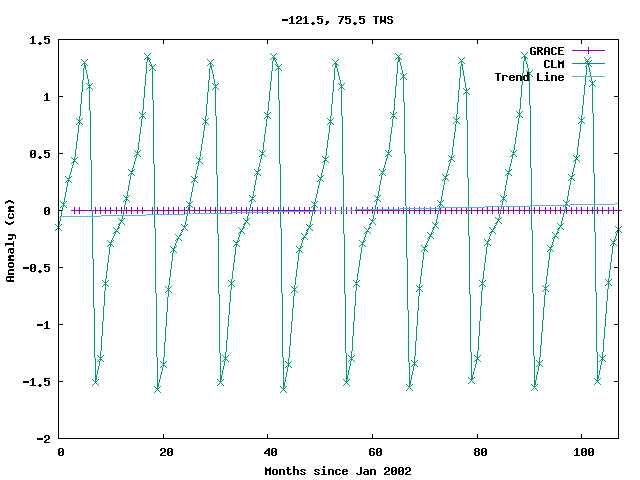 -121.5, 75.5 TWS
GRACE
CLM
Trend Line
1.5
1
0.5
0
-0.5
-1
-1.5
-2
Anomaly (cm)
0 20 40 60 80 100
Months since Jan 2002